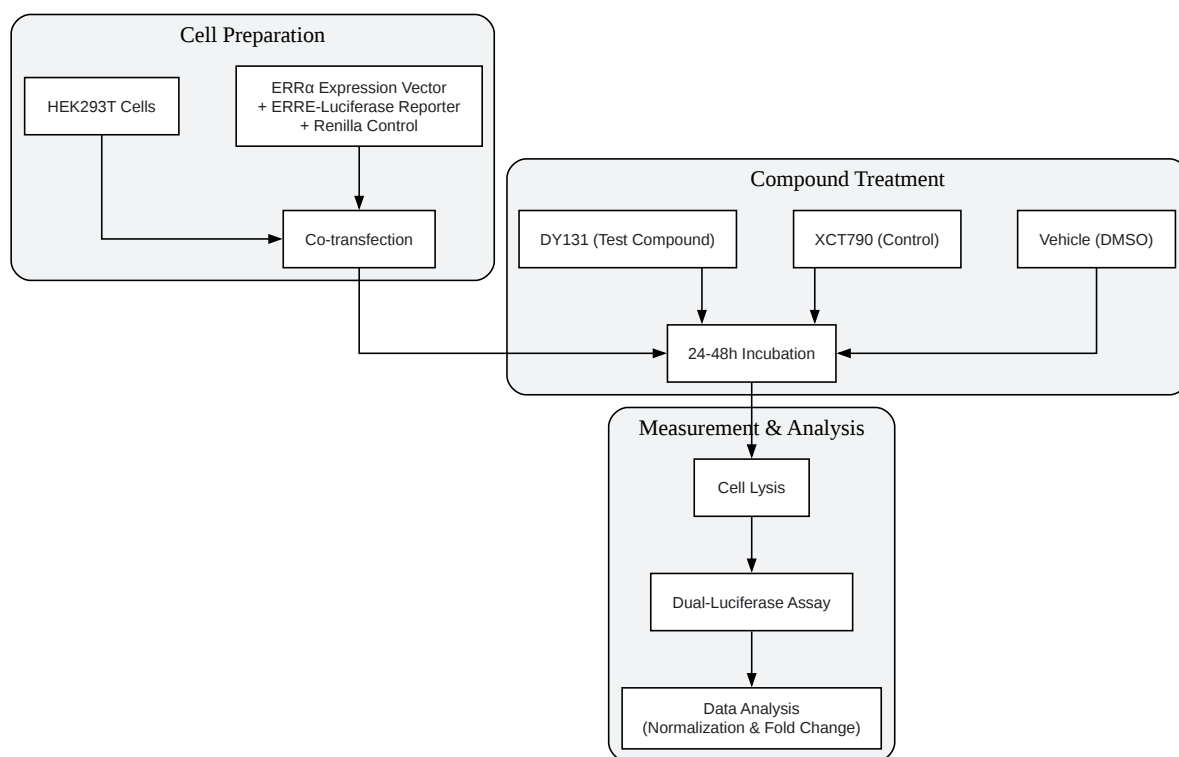 Cell Preparation
HEK293T Cells
ERRα Expression Vector
+ ERRE-Luciferase Reporter
+ Renilla Control
Co-transfection
Compound Treatment
DY131 (Test Compound)
XCT790 (Control)
Vehicle (DMSO)
24-48h Incubation
Measurement & Analysis
Cell Lysis
Dual-Luciferase Assay
Data Analysis
(Normalization & Fold Change)